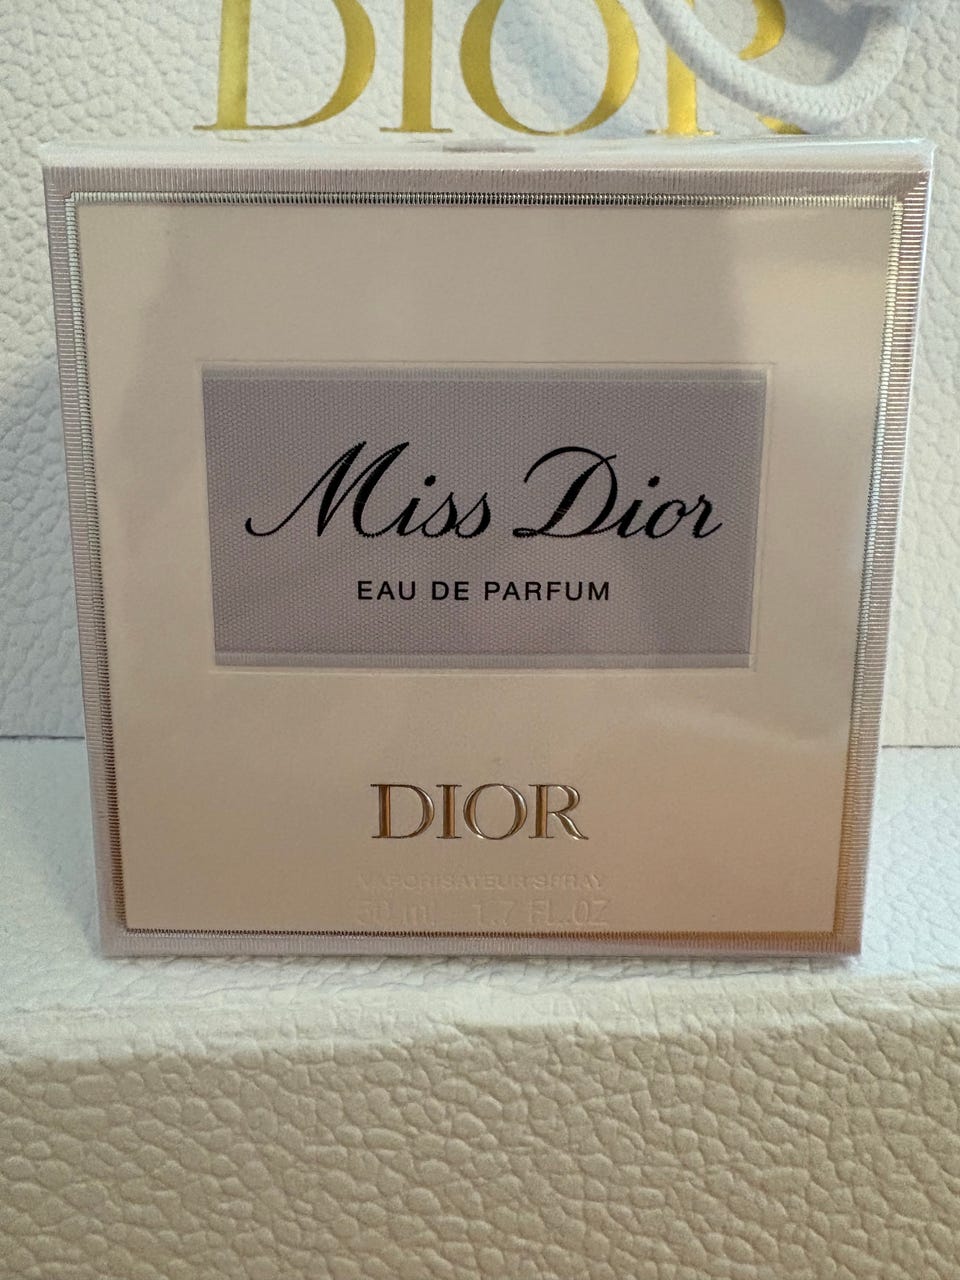 DIOR
Miss Dior
EAU DE PARFUM
DIOR
VAPORISATEUR SPRAY
50 ml 1.7 FL.OZ